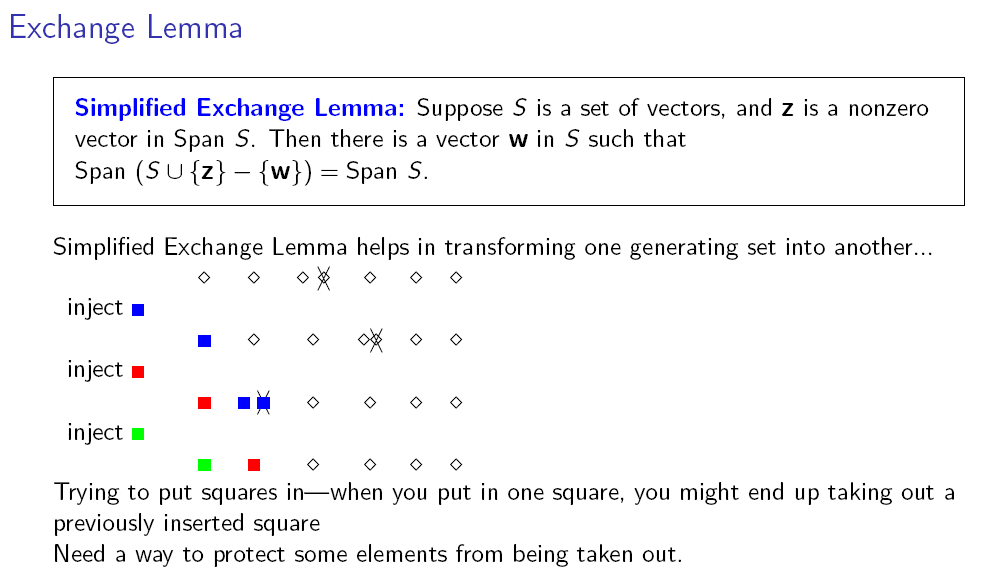 Exchange Lemma
Simplified Exchange Lemma: Suppose S is a set of vectors, and z is a nonzero
vector in Span S. Then there is a vector w in S such that
Span (S ∪ {z} − {w}) = Span S.
Simplified Exchange Lemma helps in transforming one generating set into another...
inject
inject
inject
Trying to put squares in—when you put in one square, you might end up taking out a
previously inserted square
Need a way to protect some elements from being taken out.